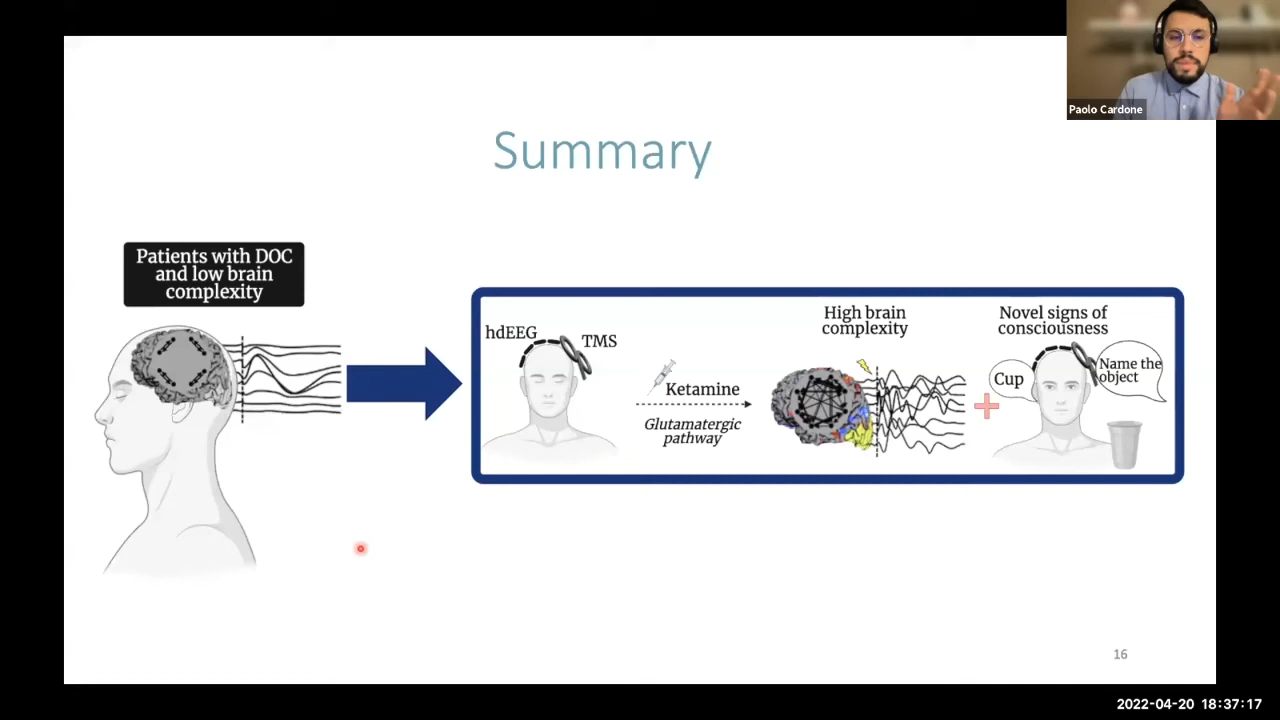 Paolo Cardone
Summary
Patients with DOC
and low brain
complexity
hdEEG
TMS
Ketamine
Glutamatergic
pathway
High brain
complexity
Novel signs of
consciousness
Cup
Name the
object
16
2022-04-20 18:37:17